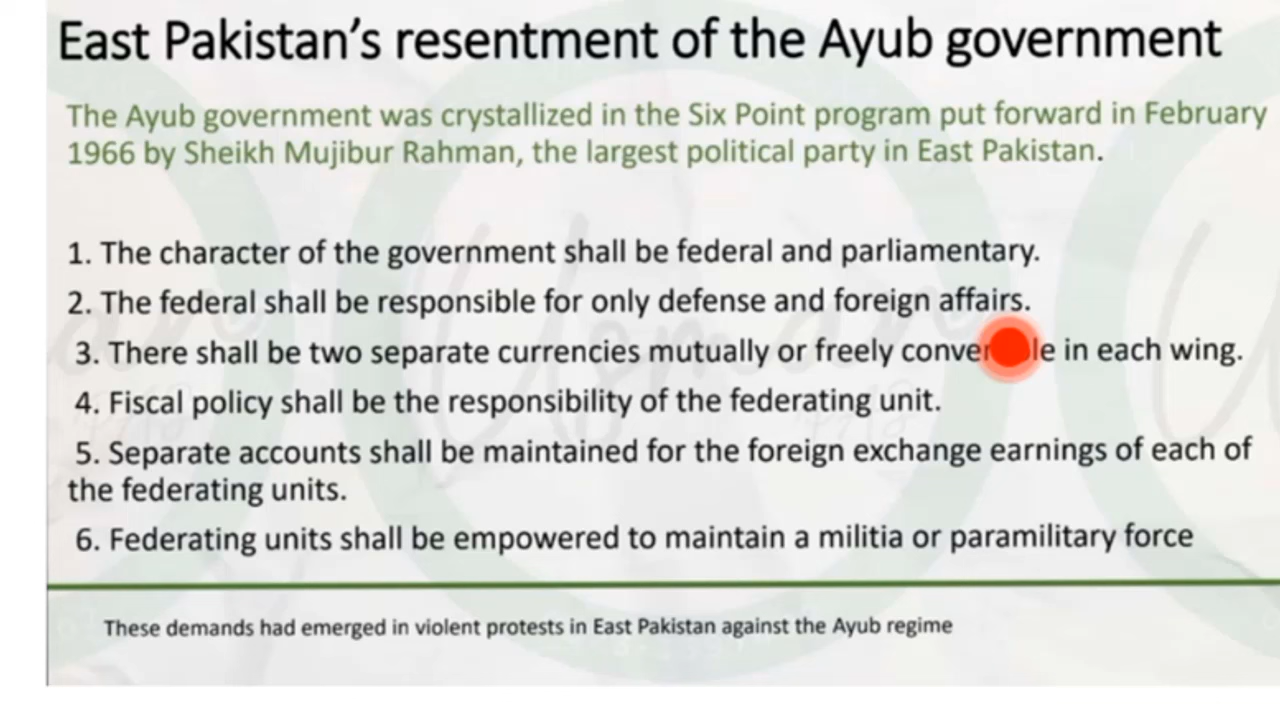 East Pakistan's resentment of the Ayub government
The Ayub government was crystallized in the Six Point program put forward in February
1966 by Sheikh Mujibur Rahman, the largest political party in East Pakistan.
1. The character of the government shall be federal and parliamentary.
2. The federal shall be responsible for only defense and foreign affairs.
3. There shall be two separate currencies mutually or freely in each wing.
4. Fiscal policy shall be the responsibility of the federating unit.
5. Separate accounts shall be maintained for the foreign exchange earnings of each of
the federating units.
6. Federating units shall be empowered to maintain a militia or paramilitary force
These demands had emerged in violent protests in East Pakistan against the Ayub regime